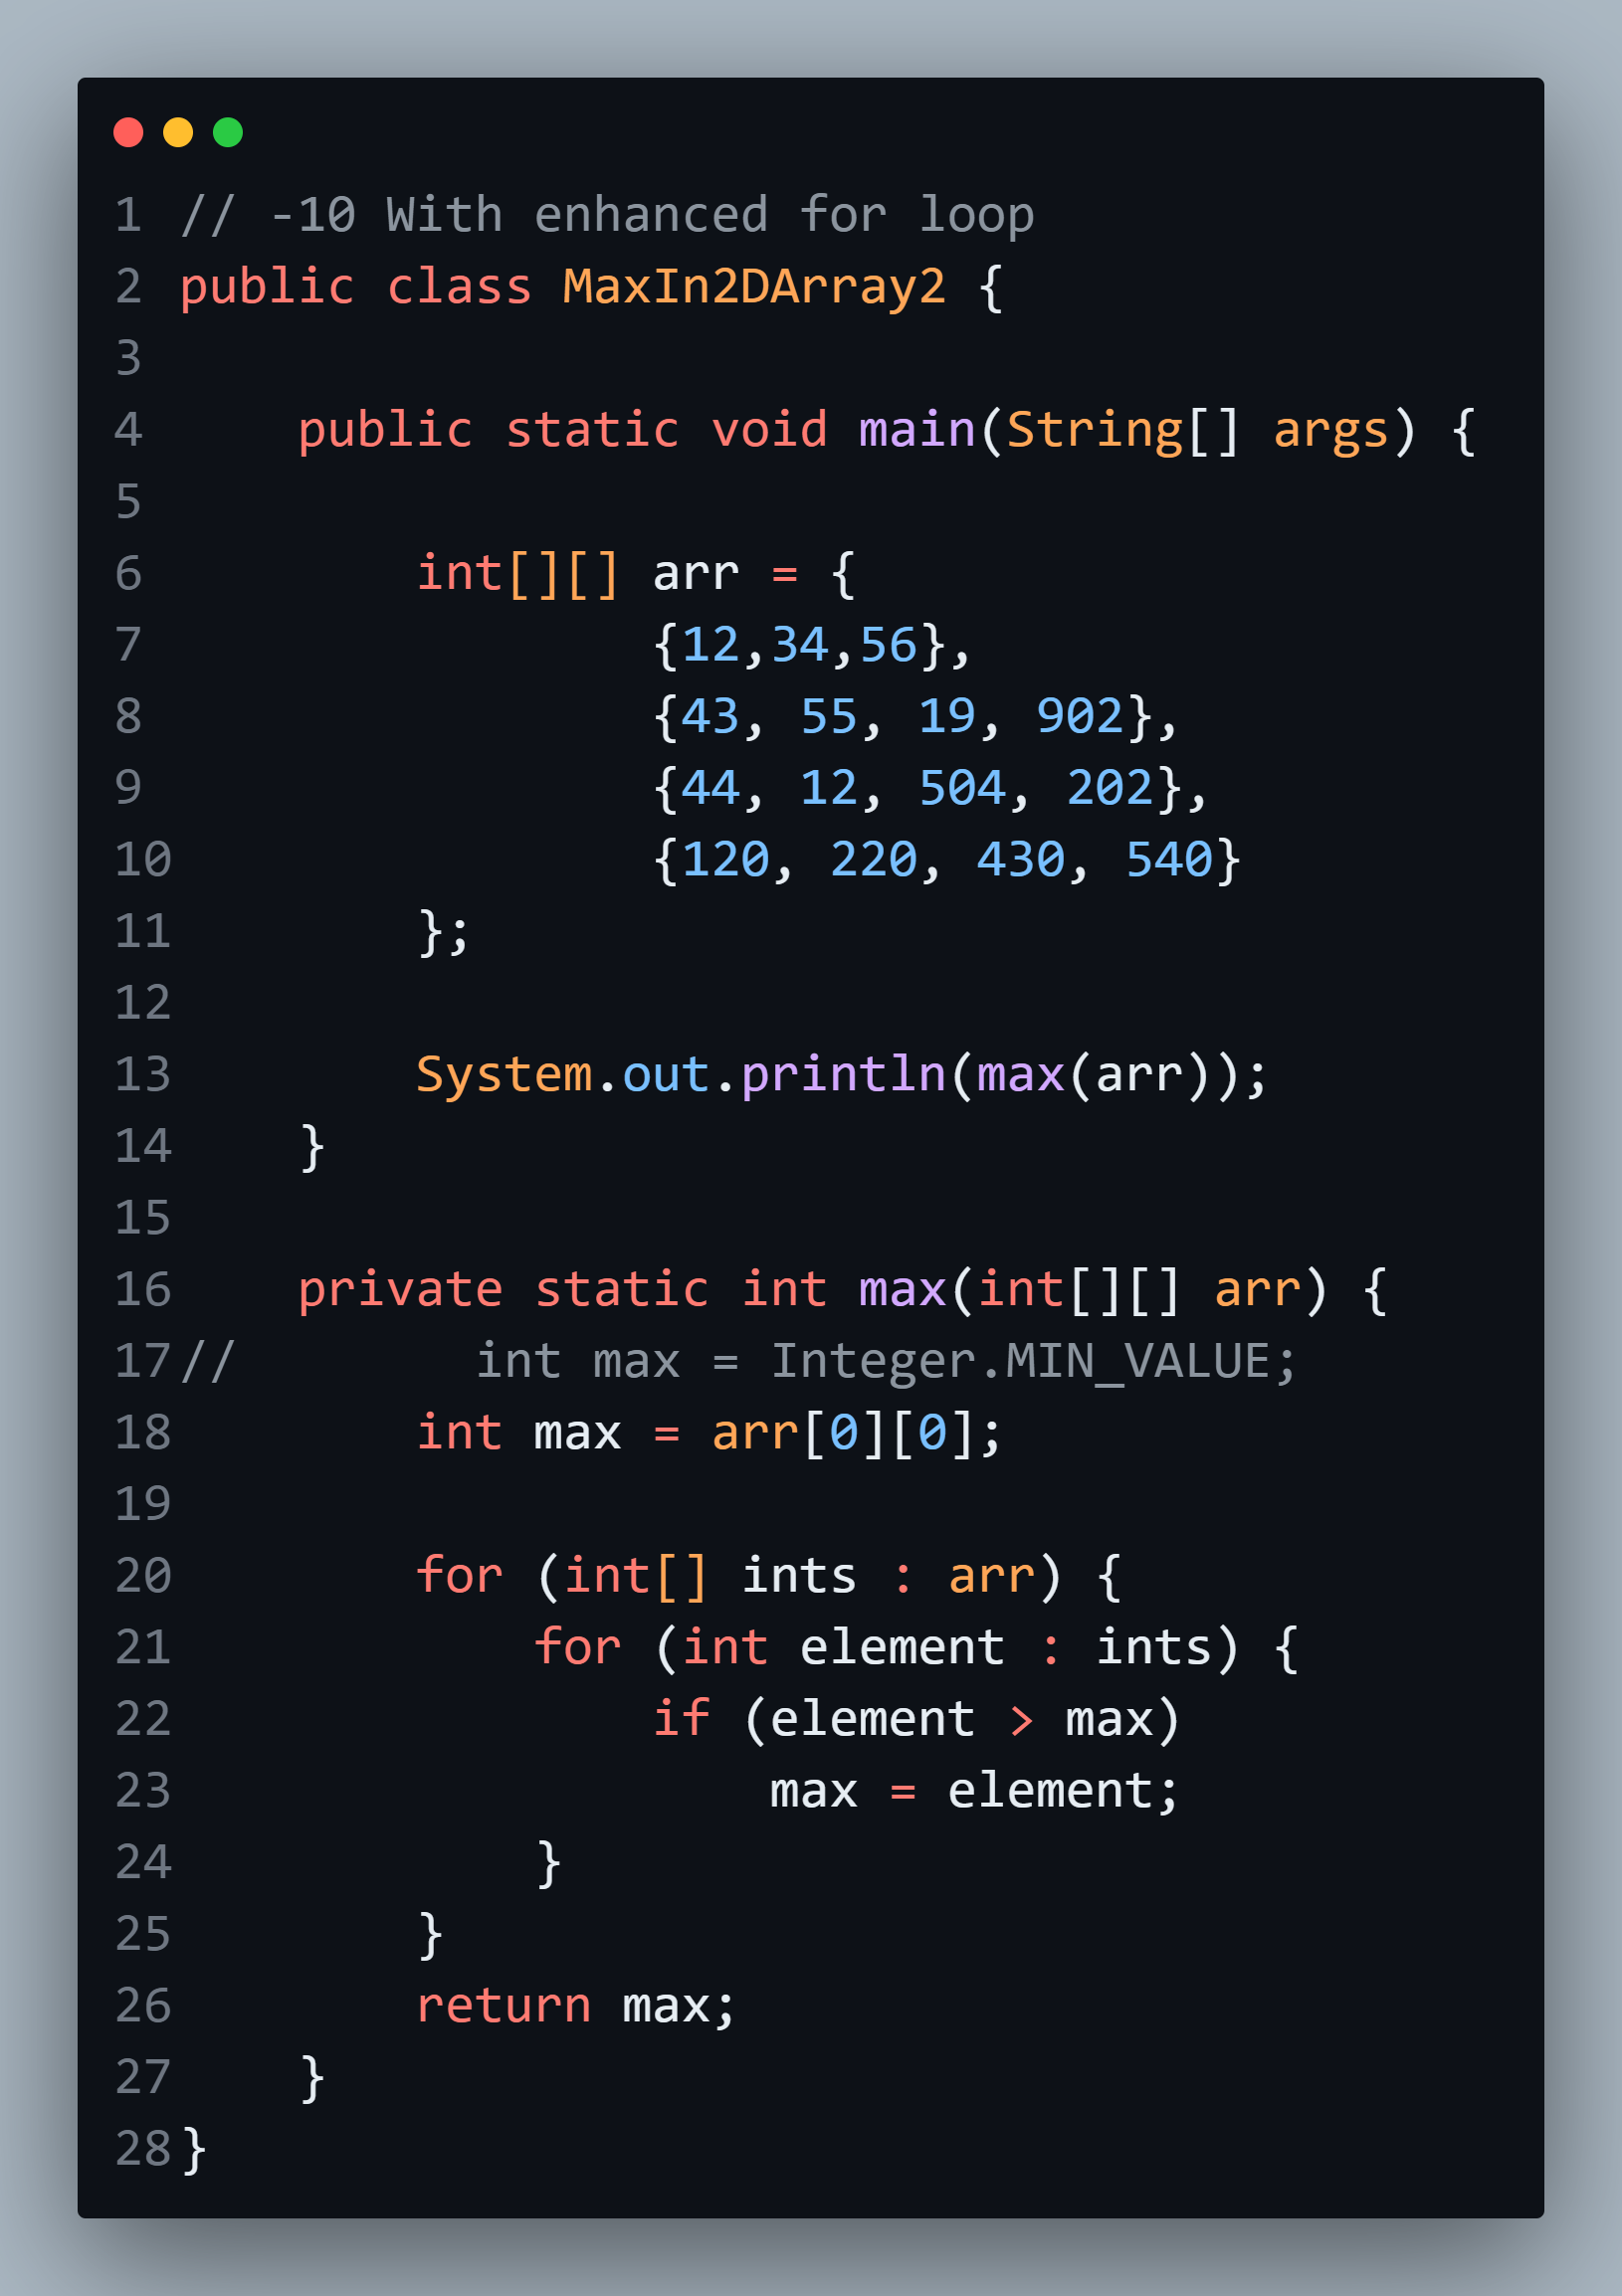 1 // -10 With enhanced for loop
2 public class MaxIn2DArray2 {
3
4     public static void main(String[] args) {
5
6         int[][] arr = {
7                 {12,34,56},
8                 {43, 55, 19, 902},
9                 {44, 12, 504, 202},
10                 {120, 220, 430, 540}
11         };
12
13         System.out.println(max(arr));
14     }
15
16     private static int max(int[][] arr) {
17 //        int max = Integer.MIN_VALUE;
18         int max = arr[0][0];
19
20         for (int[] ints : arr) {
21             for (int element : ints) {
22                 if (element > max)
23                     max = element;
24             }
25         }
26         return max;
27     }
28 }